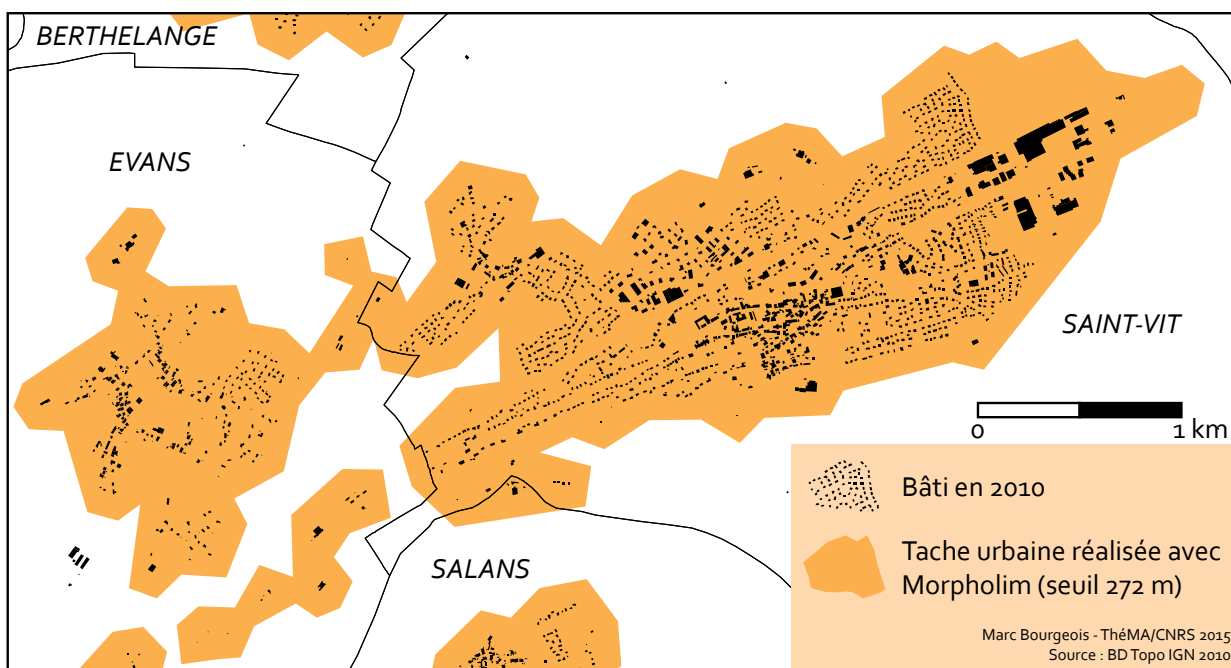 BERTHELANGE
EVANS
SAINT-VIT
0 1 km
Bâti en 2010
SALANS
Tache urbaine réalisée avec
Morpholim (seuil 272 m)
Marc Bourgeois - ThéMA/CNRS 2015
Source : BD Topo IGN 2010